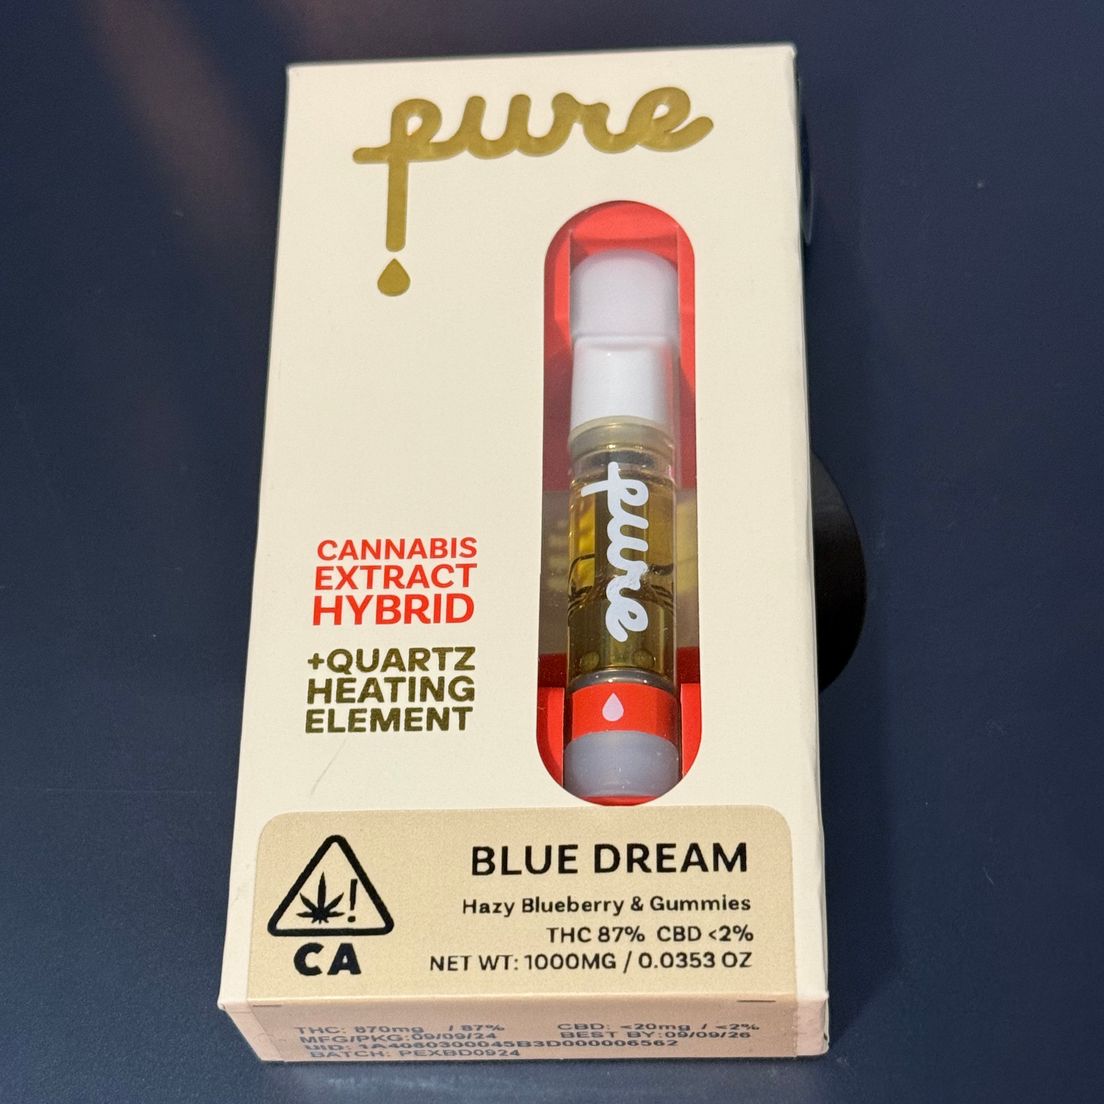 pure
pure
CANNABIS
EXTRACT
HYBRID
+QUARTZ
HEATING
ELEMENT
CA
BLUE DREAM
Hazy Blueberry & Gummies
THC 87% CBD <2%
NET WT: 1000MG / 0.0353 OZ
THC: 870mg / 87% CBD: <20mg / <2%
MFG/PKG:09/09/24 BEST BY:09/09/26
UID: 1A4080300045B3D000006562
BATCH: PEXBD0924